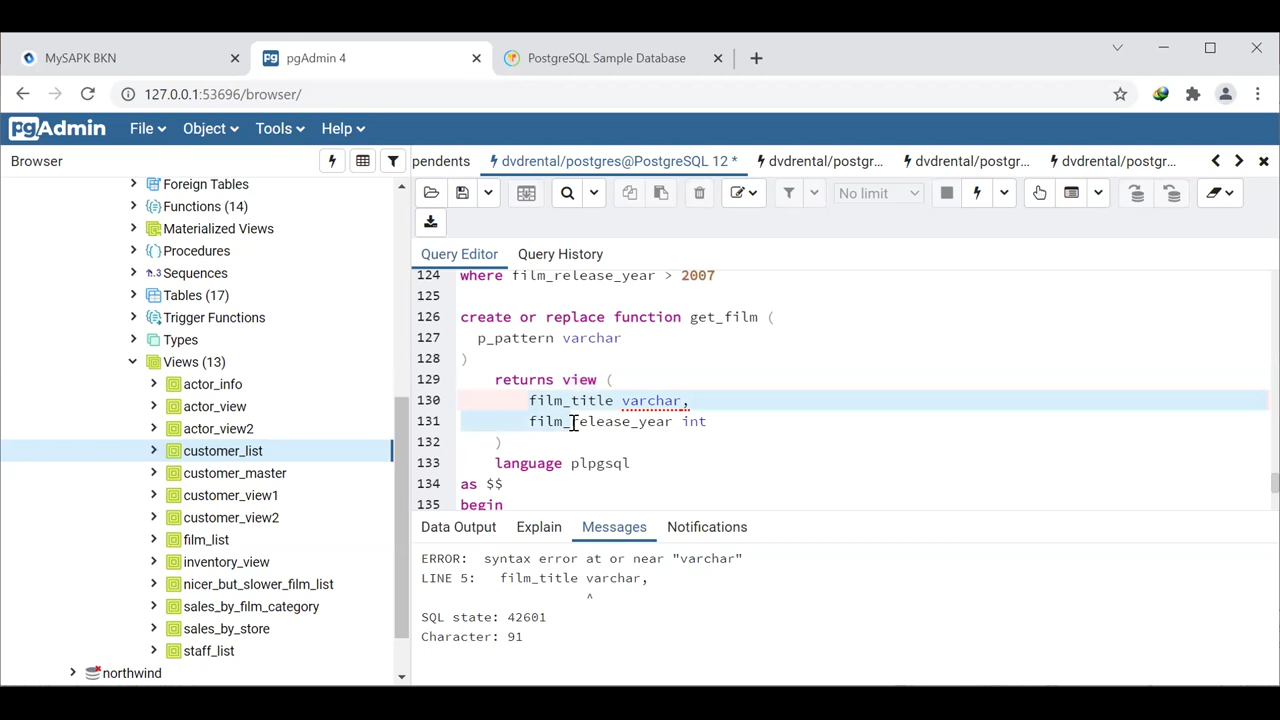 MySAPK BKN
pgAdmin 4
PostgreSQL Sample Database
127.0.0.1:53696/browser/
pgAdmin
File
Object
Tools
Help
Browser
pendents
dvdrental/postgres@PostgreSQL 12 *
dvdrental/postgr...
dvdrental/postgr...
dvdrental/postgr...
No limit
Query Editor
Query History
Foreign Tables
Functions (14)
Materialized Views
Procedures
Sequences
Tables (17)
Trigger Functions
Types
Views (13)
actor_info
actor_view
actor_view2
customer_list
customer_master
customer_view1
customer_view2
film_list
inventory_view
nicer_but_slower_film_list
sales_by_film_category
sales_by_store
staff_list
northwind
124 where film_release_year > 2007
125
126 create or replace function get_film (
127 p_pattern varchar
128 )
129 returns view (
130 film_title varchar,
131 film_release_year int
132 )
133 language plpgsql
134 as $$
135 begin
Data Output
Explain
Messages
Notifications
ERROR: syntax error at or near "varchar"
LINE 5: film_title varchar,
^
SQL state: 42601
Character: 91